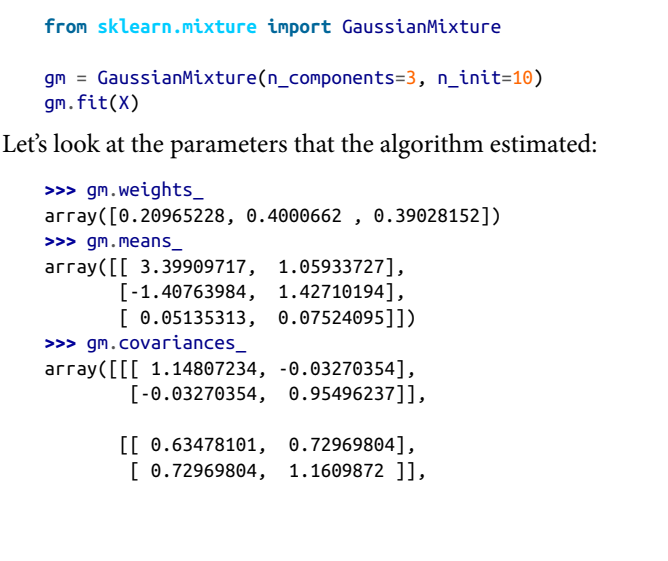 from sklearn.mixture import GaussianMixture
gm = GaussianMixture(n_components=3, n_init=10)
gm.fit(X)
Let’s look at the parameters that the algorithm estimated:
>>> gm.weights_
array([0.20965228, 0.4000662 , 0.39028152])
>>> gm.means_
array([[ 3.39909717,  1.05933727],
       [-1.40763984,  1.42710194],
       [ 0.05135313,  0.07524095]])
>>> gm.covariances_
array([[[ 1.14807234, -0.03270354],
        [-0.03270354,  0.95496237]],
       [[ 0.63478101,  0.72969804],
        [ 0.72969804,  1.1609872 ]],